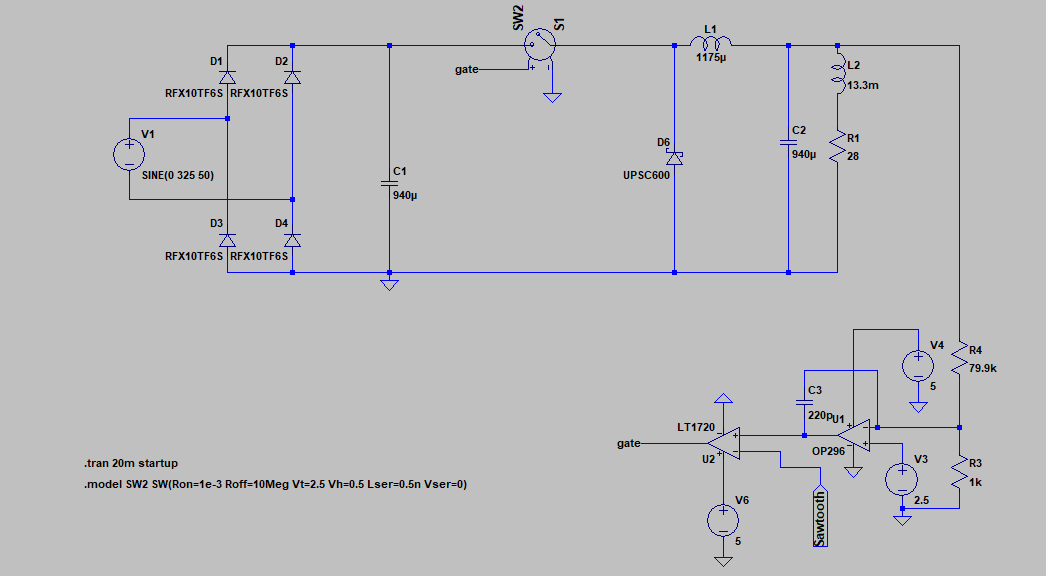 SW2
S1
L1
1175µ
D1
D2
L2
13.3m
gate
RFX10TF6S
RFX10TF6S
V1
SINE(0 325 50)
C1
940µ
D6
UPSC600
C2
940µ
R1
28
D3
D4
RFX10TF6S
RFX10TF6S
V4
5
R4
79.9k
C3
220p
U1
LT1720
gate
U2
OP296
V3
2.5
R3
1k
V6
5
Sawtooth
.tran 20m startup
.model SW2 SW(Ron=1e-3 Roff=10Meg Vt=2.5 Vh=0.5 Lser=0.5n Vser=0)